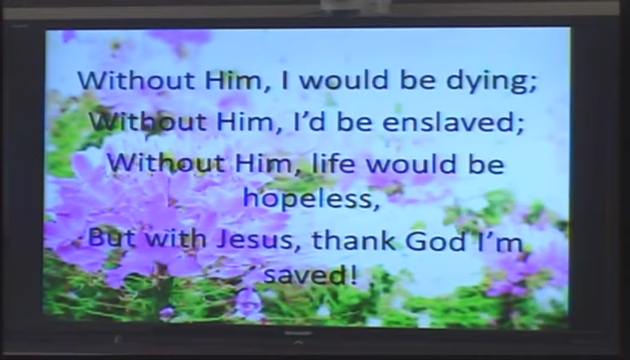 Without Him, I would be dying;
Without Him, I'd be enslaved;
Without Him, life would be
hopeless,
But with Jesus, thank God I'm
saved!